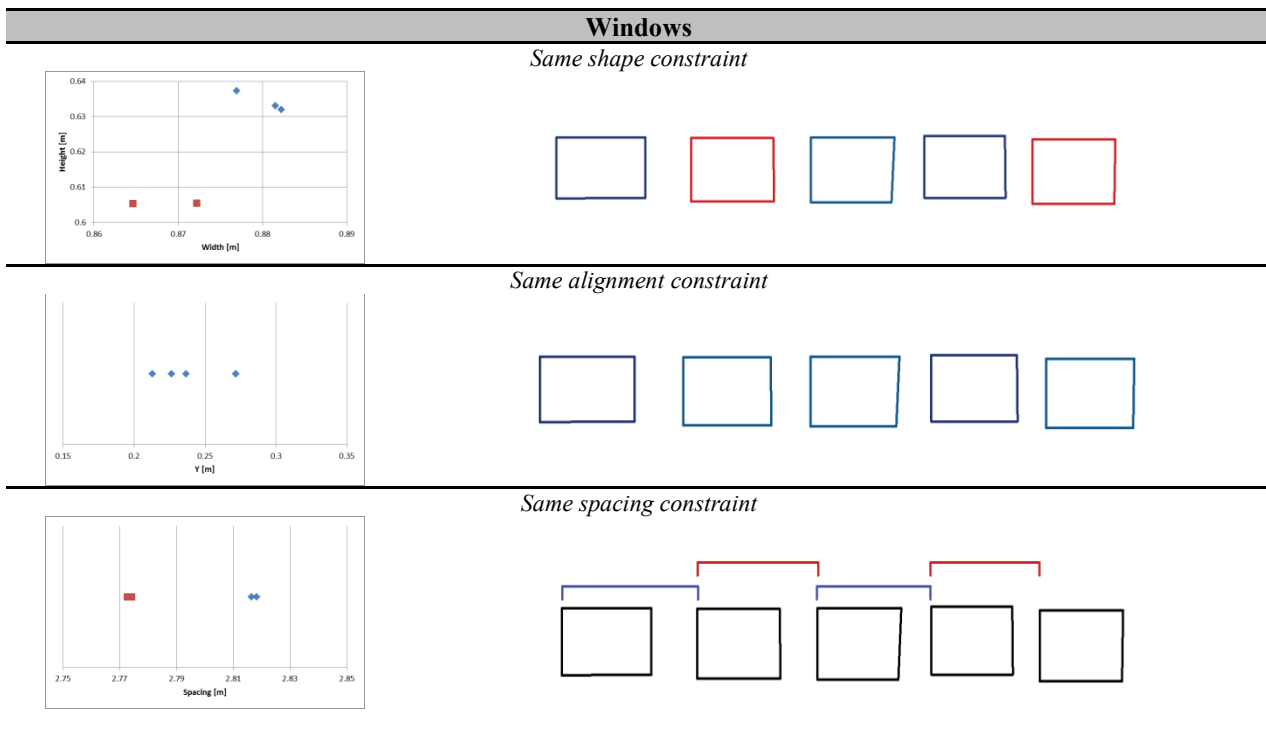 Windows
Same shape constraint
0.64
0.63
0.62
0.61
0.6
Height [m]
0.86 0.87 0.88 0.89
Width [m]
Same alignment constraint
0.15 0.2 0.25 0.3 0.35
Y [m]
Same spacing constraint
2.75 2.77 2.79 2.81 2.83 2.85
Spacing [m]